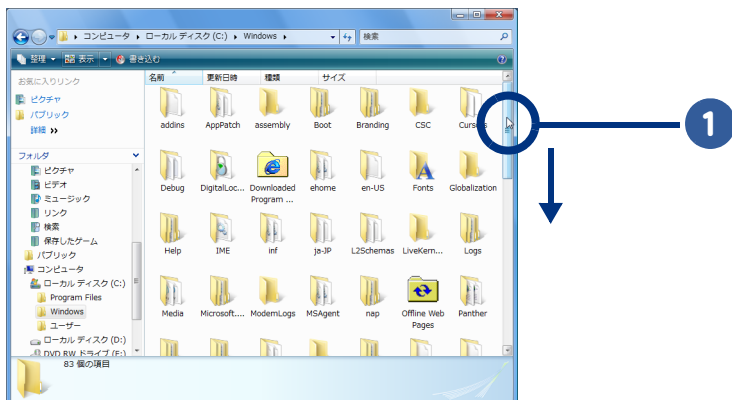 コンピュータ ▸ ローカル ディスク (C:) ▸ Windows ▸
検索
整理 表示 書き込む
お気に入りリンク
ピクチャ
パブリック
詳細 »
フォルダ
ピクチャ
ビデオ
ミュージック
リンク
検索
保存したゲーム
パブリック
コンピュータ
ローカル ディスク (C:)
Program Files
Windows
ユーザー
ローカル ディスク (D:)
DVD RW ドライブ (E:)
名前 更新日時 種類 サイズ
addins AppPatch assembly Boot Branding CSC Cursors
Debug DigitalLoc... Downloaded Program ... ehome en-US Fonts Globalization
Help IME inf ja-JP L2Schemas LiveKern... Logs
Media Microsoft.... ModemLogs MSAgent nap Offline Web Pages Panther
83 個の項目
1